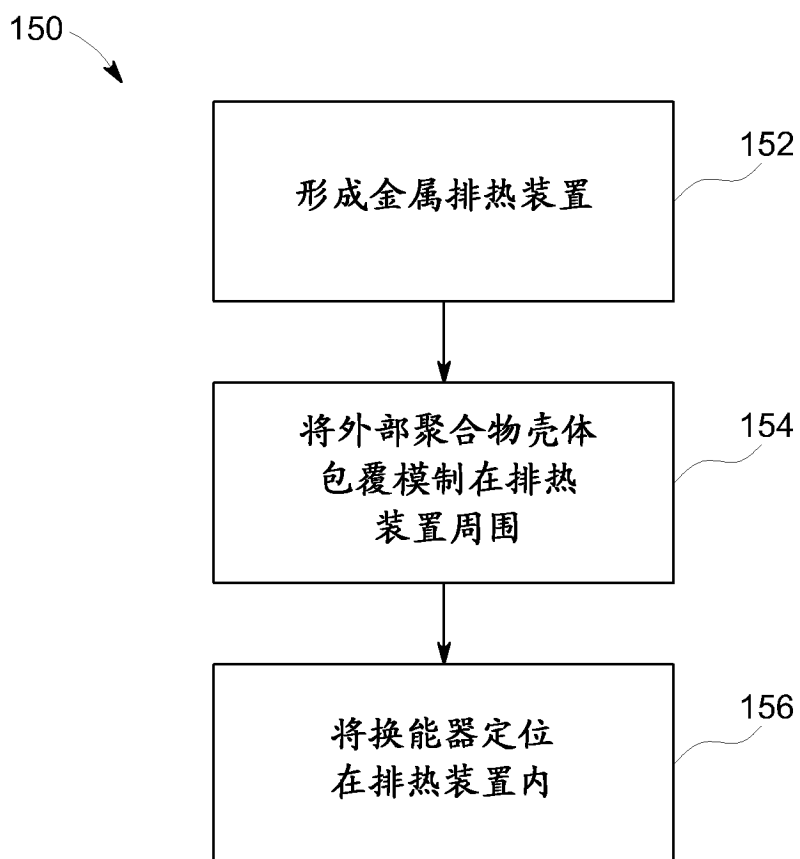 150
152
形成金属排热装置
154
将外部聚合物壳体
包覆模制在排热
装置周围
156
将换能器定位
在排热装置内